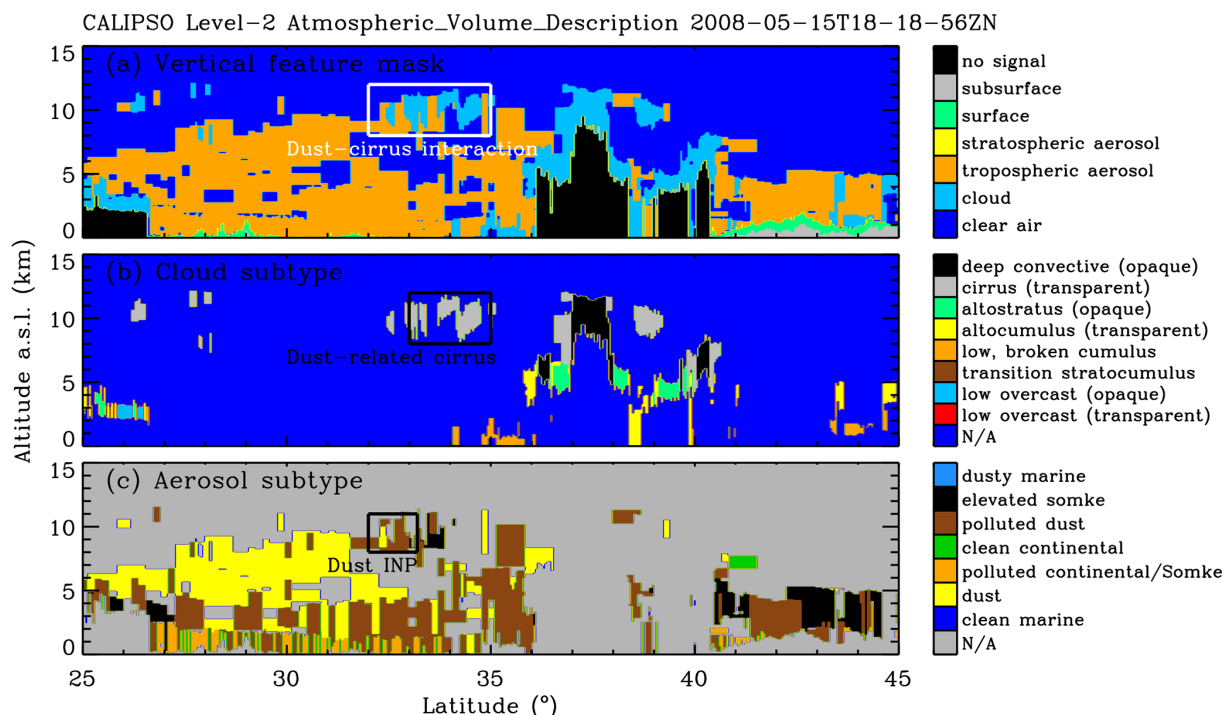 CALIPSO Level-2 Atmospheric_Volume_Description 2008-05-15T18-18-56ZN
Altitude a.s.l. (km)
15
10
5
0
(a) Vertical feature mask
Dust-cirrus interaction
no signal
subsurface
surface
stratospheric aerosol
tropospheric aerosol
cloud
clear air
15
10
5
0
(b) Cloud subtype
Dust-related cirrus
deep convective (opaque)
cirrus (transparent)
altostratus (opaque)
altocumulus (transparent)
low, broken cumulus
transition stratocumulus
low overcast (opaque)
low overcast (transparent)
N/A
15
10
5
0
(c) Aerosol subtype
Dust INP
dusty marine
elevated somke
polluted dust
clean continental
polluted continental/Somke
dust
clean marine
N/A
25 30 35 40 45
Latitude (°)